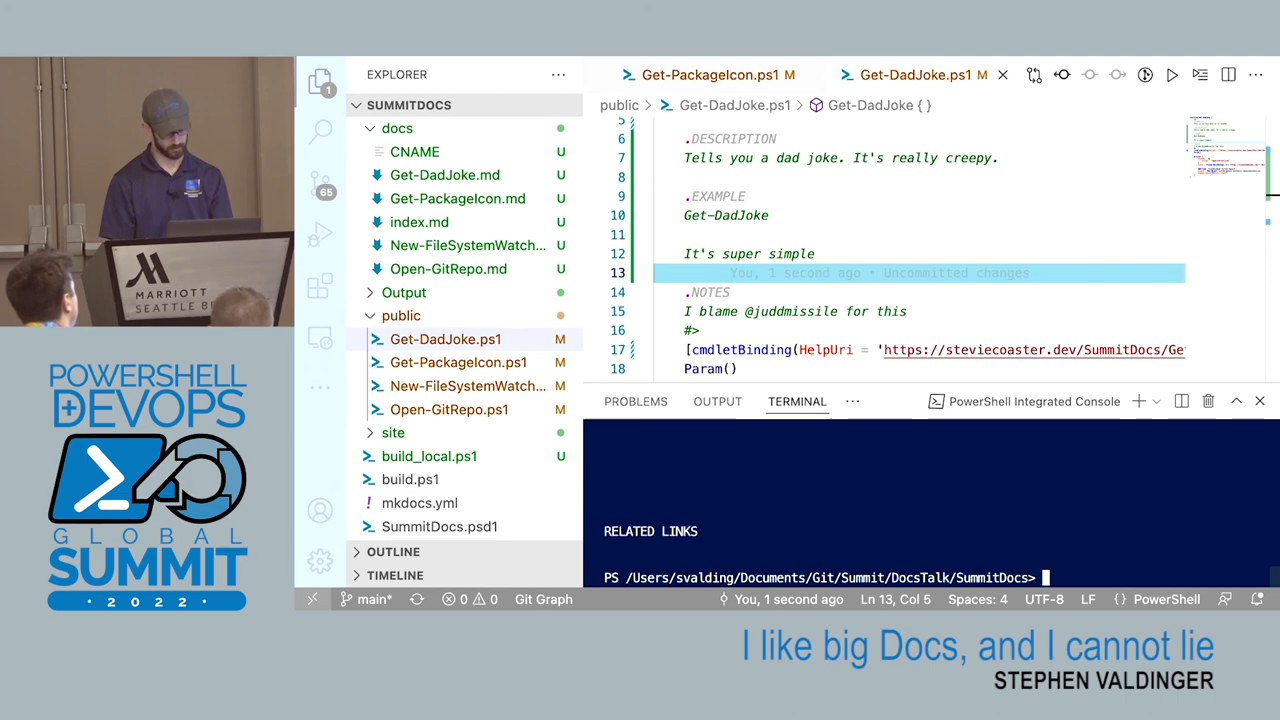 MARRIOTT
SEATTLE BE
POWERSHELL
DEVOPS
GLOBAL
SUMMIT
· 2022 ·
1
65
EXPLORER
SUMMITDOCS
docs
CNAME U
Get-DadJoke.md U
Get-PackageIcon.md U
index.md U
New-FileSystemWatch... U
Open-GitRepo.md U
Output
public
Get-DadJoke.ps1 M
Get-PackageIcon.ps1 M
New-FileSystemWatch... M
Open-GitRepo.ps1 M
site
build_local.ps1 U
build.ps1
mkdocs.yml
SummitDocs.psd1
OUTLINE
TIMELINE
Get-PackageIcon.ps1 M Get-DadJoke.ps1 M
public > Get-DadJoke.ps1 > Get-DadJoke { }
5
6 .DESCRIPTION
7 Tells you a dad joke. It's really creepy.
8
9 .EXAMPLE
10 Get-DadJoke
11
12 It's super simple
13 You, 1 second ago • Uncommitted changes
14 .NOTES
15 I blame @juddmissile for this
16 #>
17 [cmdletBinding(HelpUri = 'https://steviecoaster.dev/SummitDocs/Ge
18 Param()
PROBLEMS OUTPUT TERMINAL ... PowerShell Integrated Console
RELATED LINKS
PS /Users/svalding/Documents/Git/Summit/DocsTalk/SummitDocs>
main* 0 0 Git Graph You, 1 second ago Ln 13, Col 5 Spaces: 4 UTF-8 LF {} PowerShell
I like big Docs, and I cannot lie
STEPHEN VALDINGER